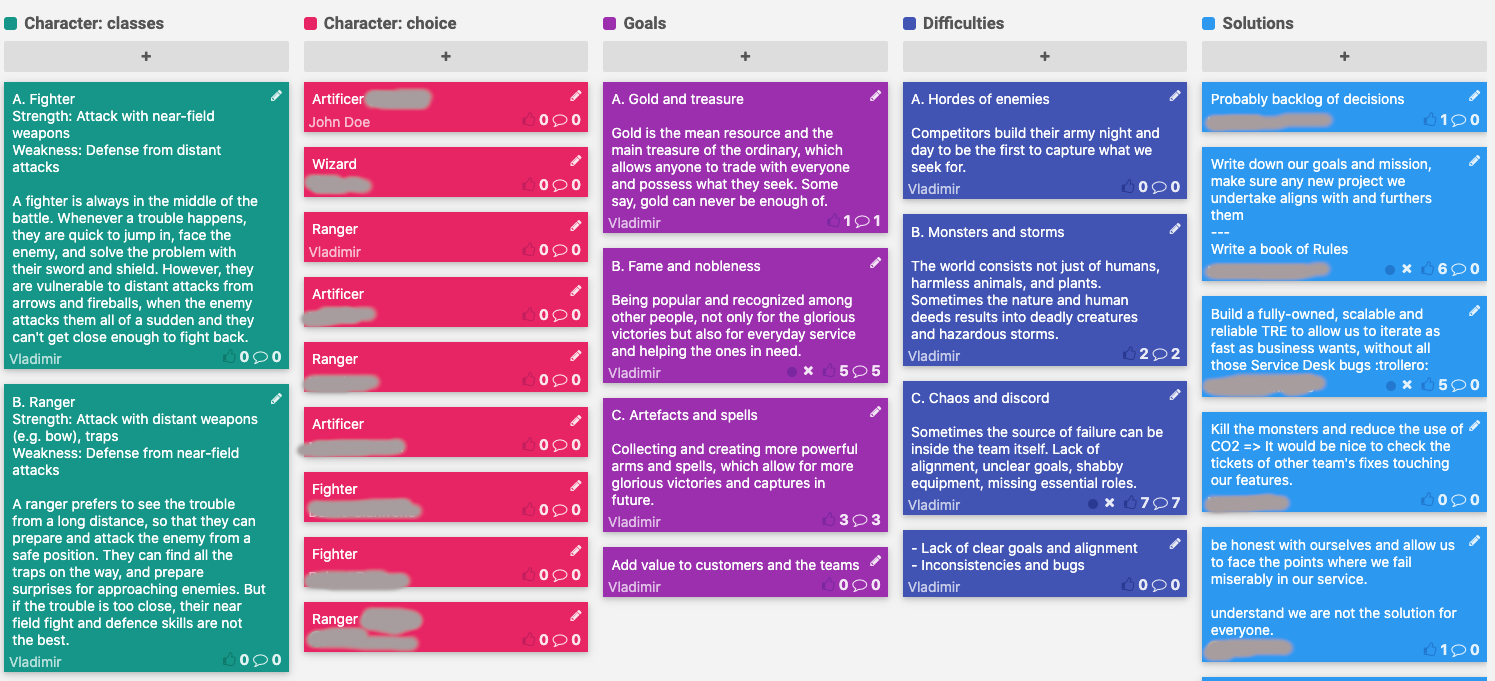 Character: classes
+
A. Fighter
Strength: Attack with near-field
weapons
Weakness: Defense from distant
attacks
A fighter is always in the middle of the
battle. Whenever a trouble happens,
they are quick to jump in, face the
enemy, and solve the problem with
their sword and shield. However, they
are vulnerable to distant attacks from
arrows and fireballs, when the enemy
attacks them all of a sudden and they
can't get close enough to fight back.
Vladimir 0 0
B. Ranger
Strength: Attack with distant weapons
(e.g. bow), traps
Weakness: Defense from near-field
attacks
A ranger prefers to see the trouble
from a long distance, so that they can
prepare and attack the enemy from a
safe position. They can find all the
traps on the way, and prepare
surprises for approaching enemies. But
if the trouble is too close, their near
field fight and defence skills are not
the best.
Vladimir 0 0
Character: choice
+
Artificer
John Doe 0 0
Wizard
0 0
Ranger
Vladimir 0 0
Artificer
0 0
Ranger
0 0
Artificer
0 0
Fighter
0 0
Fighter
0 0
Ranger
0 0
Goals
+
A. Gold and treasure
Gold is the mean resource and the
main treasure of the ordinary, which
allows anyone to trade with everyone
and possess what they seek. Some
say, gold can never be enough of.
Vladimir 1 1
B. Fame and nobleness
Being popular and recognized among
other people, not only for the glorious
victories but also for everyday service
and helping the ones in need.
Vladimir 5 5
C. Artefacts and spells
Collecting and creating more powerful
arms and spells, which allow for more
glorious victories and captures in
future.
Vladimir 3 3
Add value to customers and the teams
Vladimir 0 0
Difficulties
+
A. Hordes of enemies
Competitors build their army night and
day to be the first to capture what we
seek for.
Vladimir 0 0
B. Monsters and storms
The world consists not just of humans,
harmless animals, and plants.
Sometimes the nature and human
deeds results into deadly creatures
and hazardous storms.
Vladimir 2 2
C. Chaos and discord
Sometimes the source of failure can be
inside the team itself. Lack of
alignment, unclear goals, shabby
equipment, missing essential roles.
Vladimir 7 7
- Lack of clear goals and alignment
- Inconsistencies and bugs
Vladimir 0 0
Solutions
+
Probably backlog of decisions
1 0
Write down our goals and mission,
make sure any new project we
undertake aligns with and furthers
them
---
Write a book of Rules
6 0
Build a fully-owned, scalable and
reliable TRE to allow us to iterate as
fast as business wants, without all
those Service Desk bugs :trollero:
5 0
Kill the monsters and reduce the use of
CO2 => It would be nice to check the
tickets of other team's fixes touching
our features.
0 0
be honest with ourselves and allow us
to face the points where we fail
miserably in our service.
understand we are not the solution for
everyone.
1 0